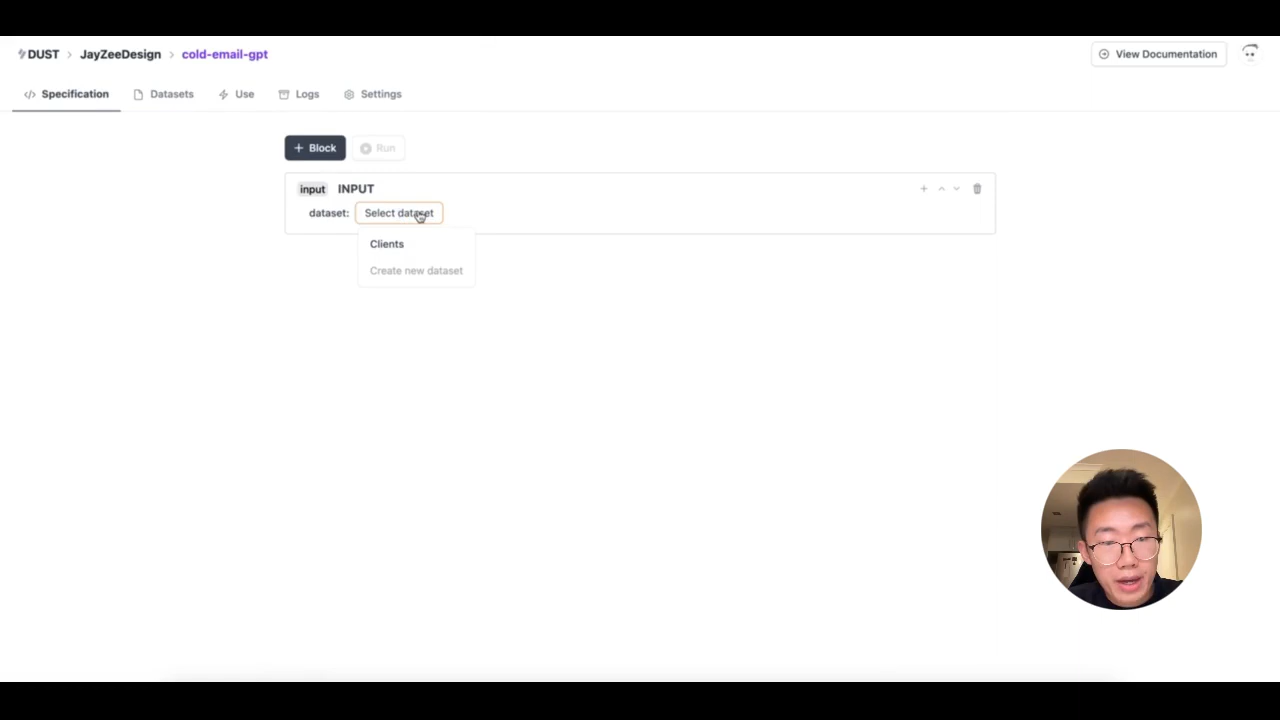 DUST > JayZeeDesign > cold-email-gpt
View Documentation
</> Specification
Datasets
Use
Logs
Settings
+ Block
Run
input INPUT
dataset: Select dataset
Clients
Create new dataset